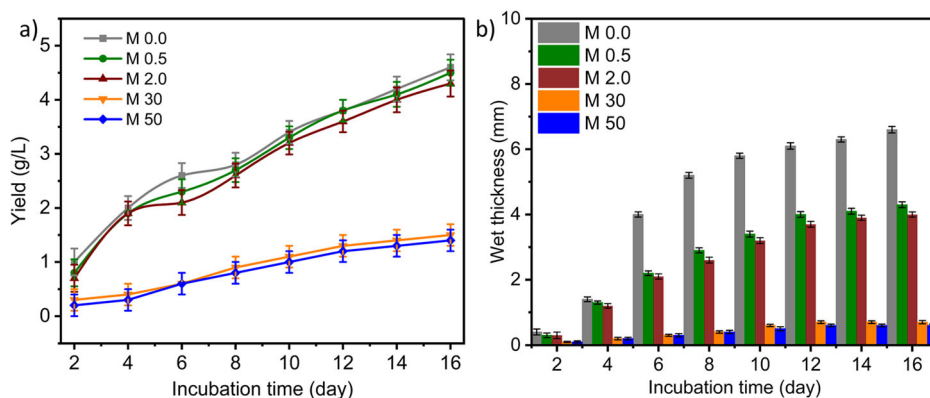 a)
M 0.0
M 0.5
M 2.0
M 30
M 50
Yield (g/L)
5
4
3
2
1
0
2 4 6 8 10 12 14 16
Incubation time (day)
b)
M 0.0
M 0.5
M 2.0
M 30
M 50
Wet thickness (mm)
10
8
6
4
2
0
2 4 6 8 10 12 14 16
Incubation time (day)